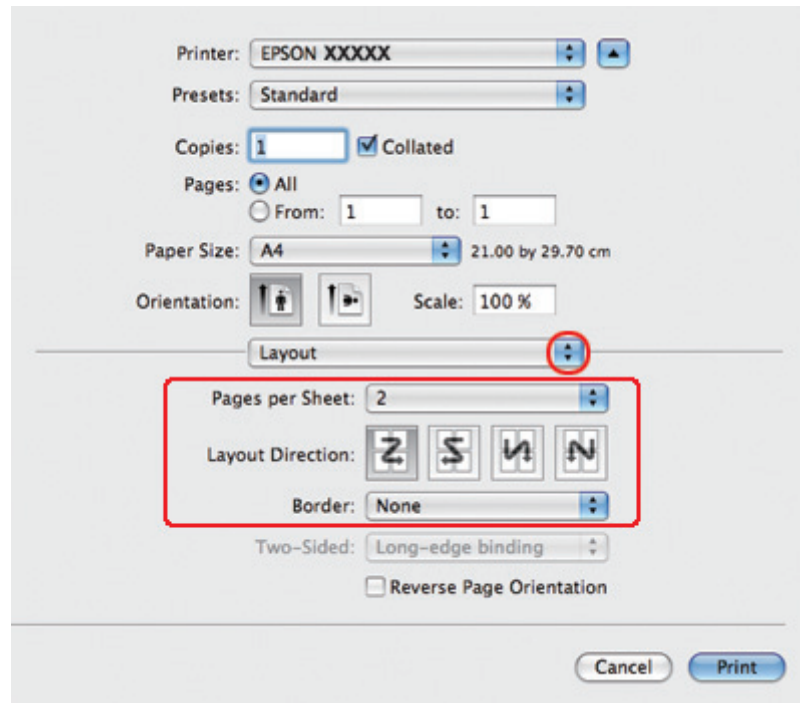 Printer: EPSON XXXXX
Presets: Standard
Copies: 1 Collated
Pages: All
From: 1 to: 1
Paper Size: A4 21.00 by 29.70 cm
Orientation: Scale: 100 %
Layout
Pages per Sheet: 2
Layout Direction:
Border: None
Two-Sided: Long-edge binding
Reverse Page Orientation
Cancel Print